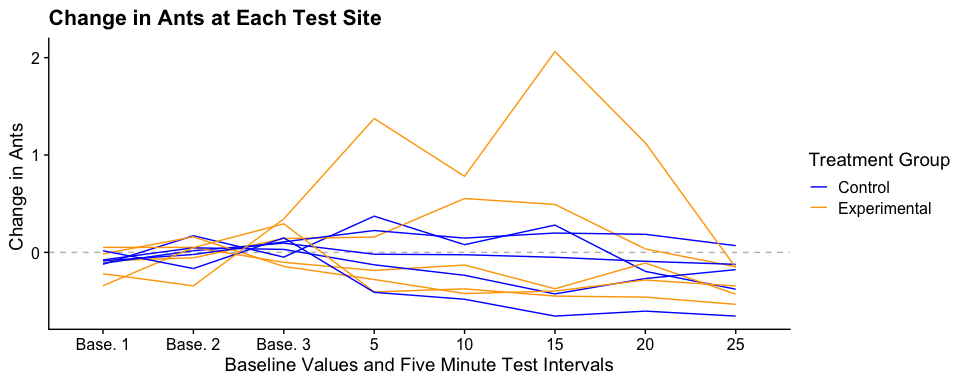 Change in Ants at Each Test Site
Change in Ants
2
1
0
Base. 1 Base. 2 Base. 3 5 10 15 20 25
Baseline Values and Five Minute Test Intervals
Treatment Group
Control
Experimental